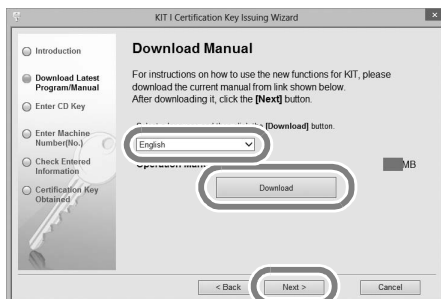 KIT I Certification Key Issuing Wizard
Introduction
Download Latest
Program/Manual
Enter CD Key
Enter Machine
Number(No.)
Check Entered
Information
Certification Key
Obtained
Download Manual
For instructions on how to use the new functions for KIT, please
download the current manual from link shown below.
After downloading it, click the [Next] button.
the [Download] button.
English
Operation MB
Download
< Back
Next >
Cancel